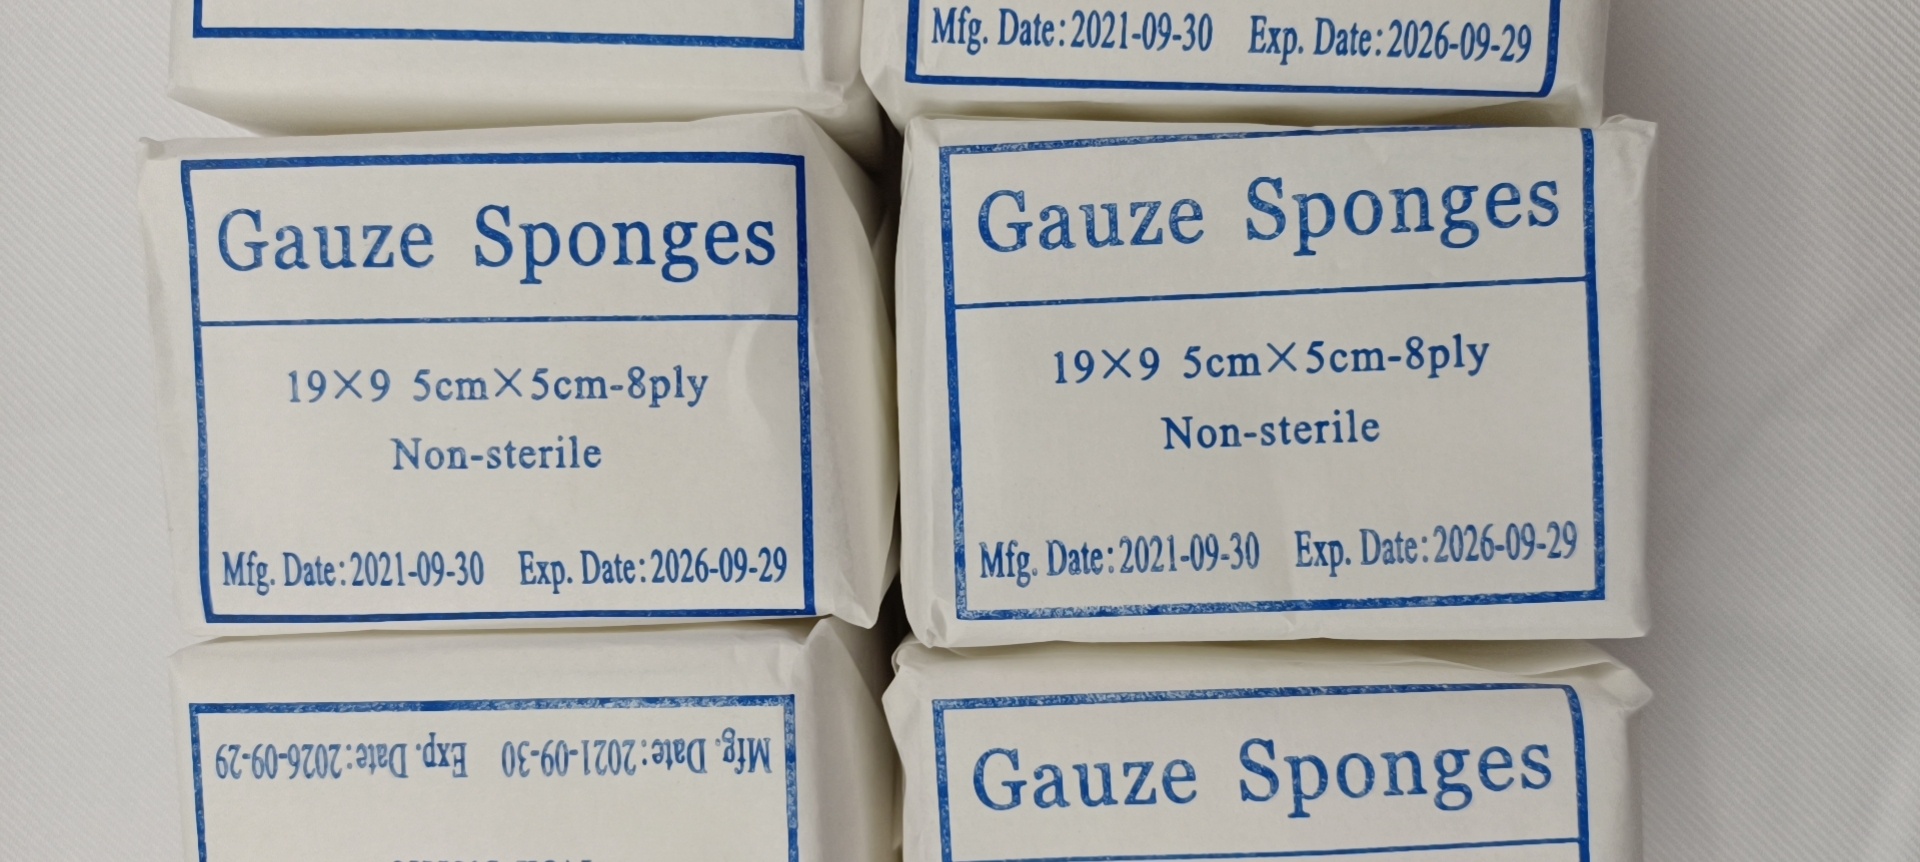 Mfg. Date:2021-09-30 Exp. Date:2026-09-29
Gauze Sponges
19×9 5cm×5cm-8ply
Non-sterile
Mfg. Date:2021-09-30 Exp. Date:2026-09-29
Gauze Sponges
19×9 5cm×5cm-8ply
Non-sterile
Mfg. Date:2021-09-30 Exp. Date:2026-09-29
Mfg. Date:2021-09-30 Exp. Date:2026-09-29
Gauze Sponges